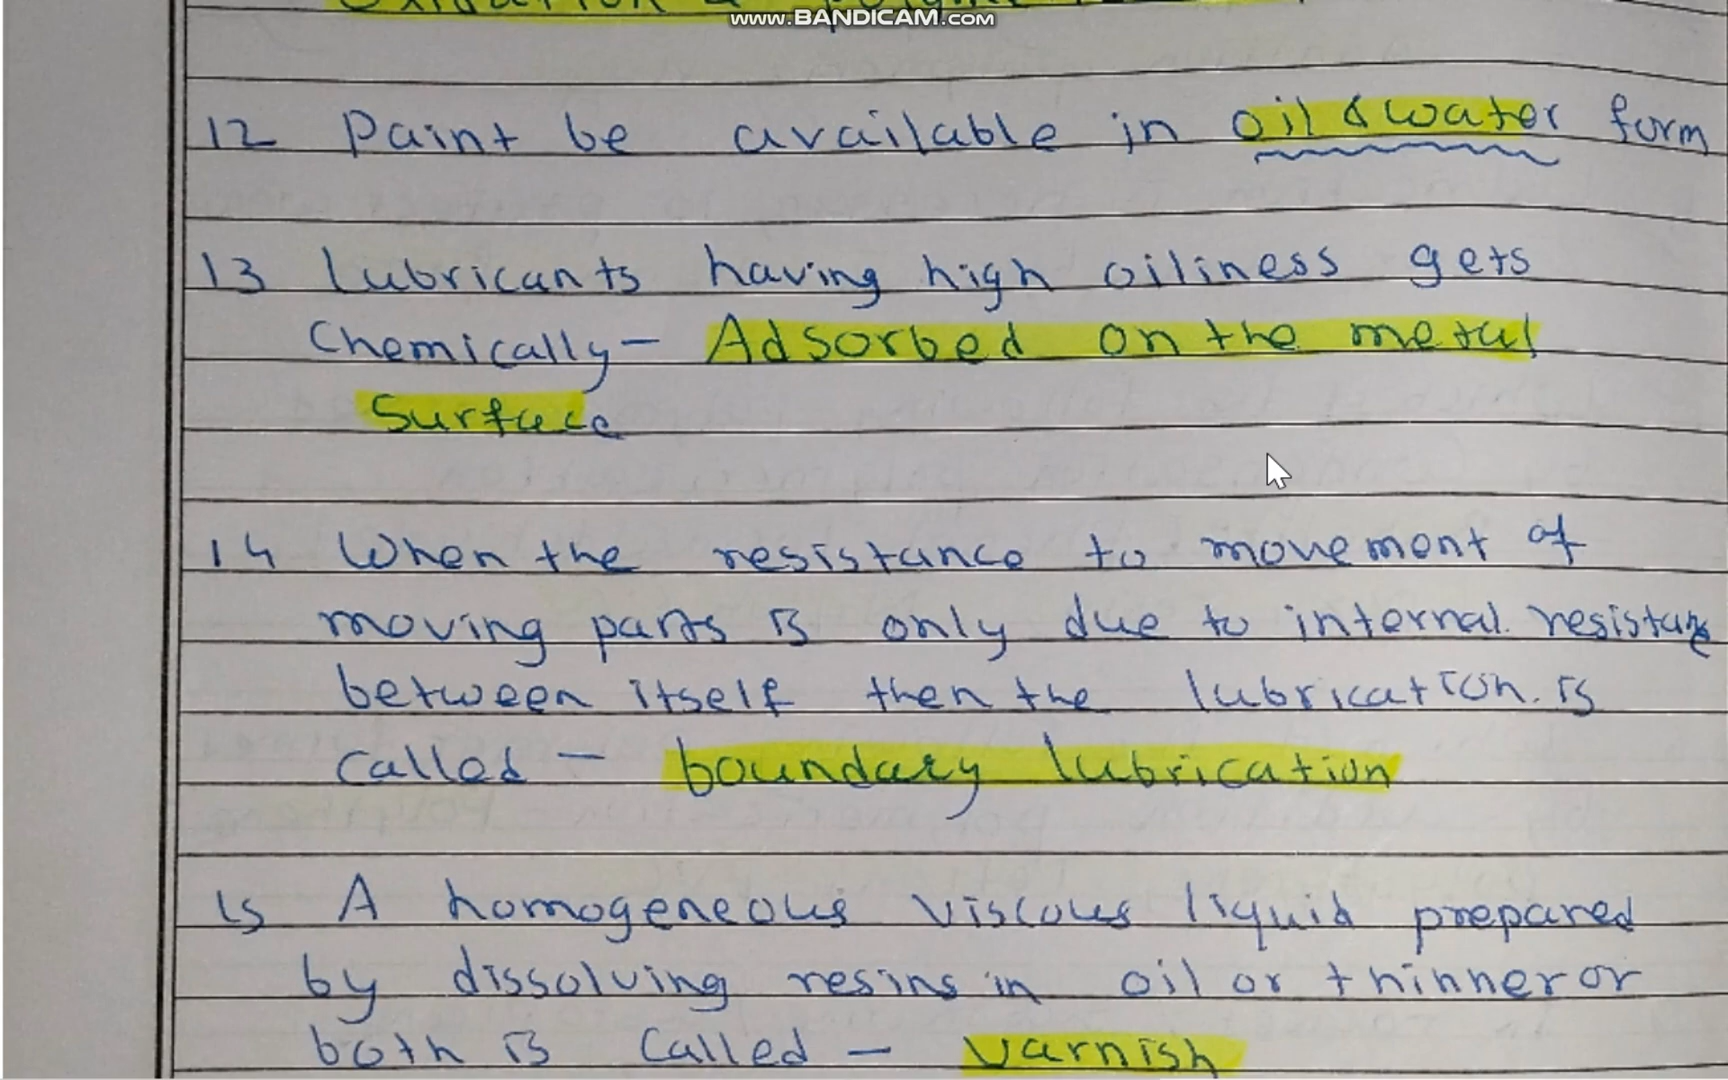 www.BANDICAM.com
12 Paint be available in oil & water form
13 lubricants having high oiliness gets
Chemically - Adsorbed on the metal
Surface
14 When the resistance to movement of
moving parts is only due to internal
between itself then the lubrication is
called - boundary lubrication
15 A homogeneous viscous liquid prepared
by dissolving resins in oil or thinner or
both is called - varnish